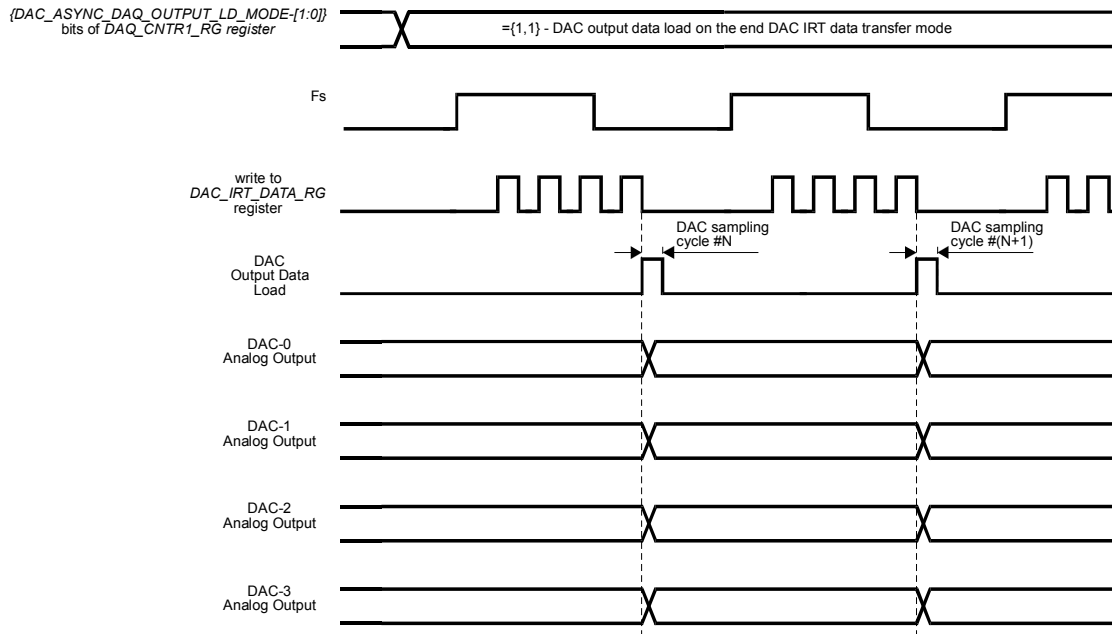 {DAC_ASYNC_DAQ_OUTPUT_LD_MODE-[1:0]}
bits of DAQ_CNTR1_RG register
={1,1} - DAC output data load on the end DAC IRT data transfer mode
Fs
write to
DAC_IRT_DATA_RG
register
DAC sampling
cycle #N
DAC sampling
cycle #(N+1)
DAC
Output Data
Load
DAC-0
Analog Output
DAC-1
Analog Output
DAC-2
Analog Output
DAC-3
Analog Output